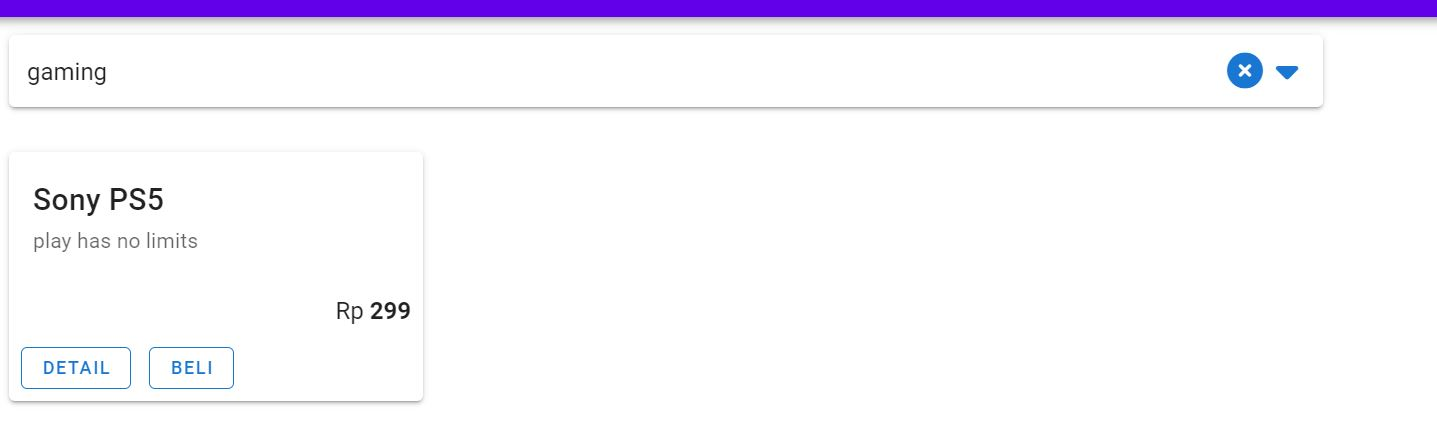 gaming
Sony PS5
play has no limits
Rp 299
DETAIL BELI